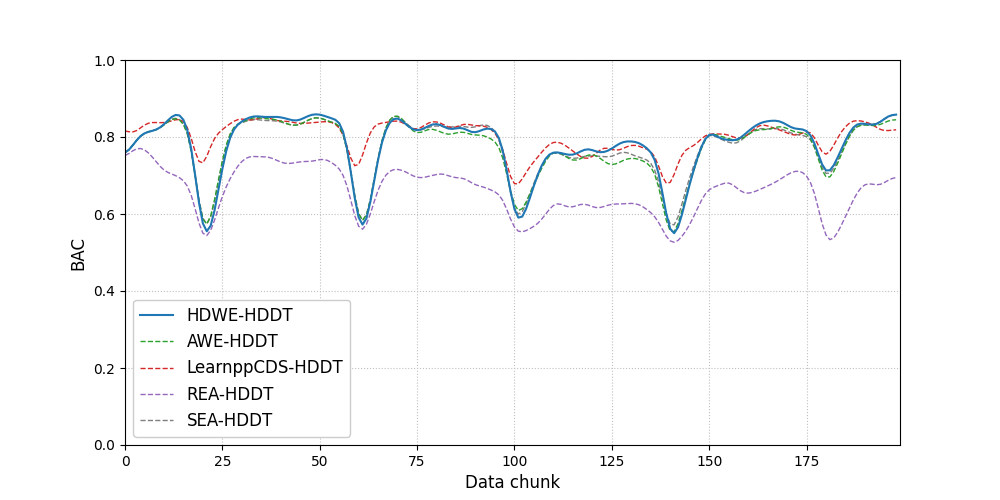 1.0
0.8
0.6
0.4
0.2
0.0
BAC
HDWE-HDDT
AWE-HDDT
LearnppCDS-HDDT
REA-HDDT
SEA-HDDT
0 25 50 75 100 125 150 175
Data chunk